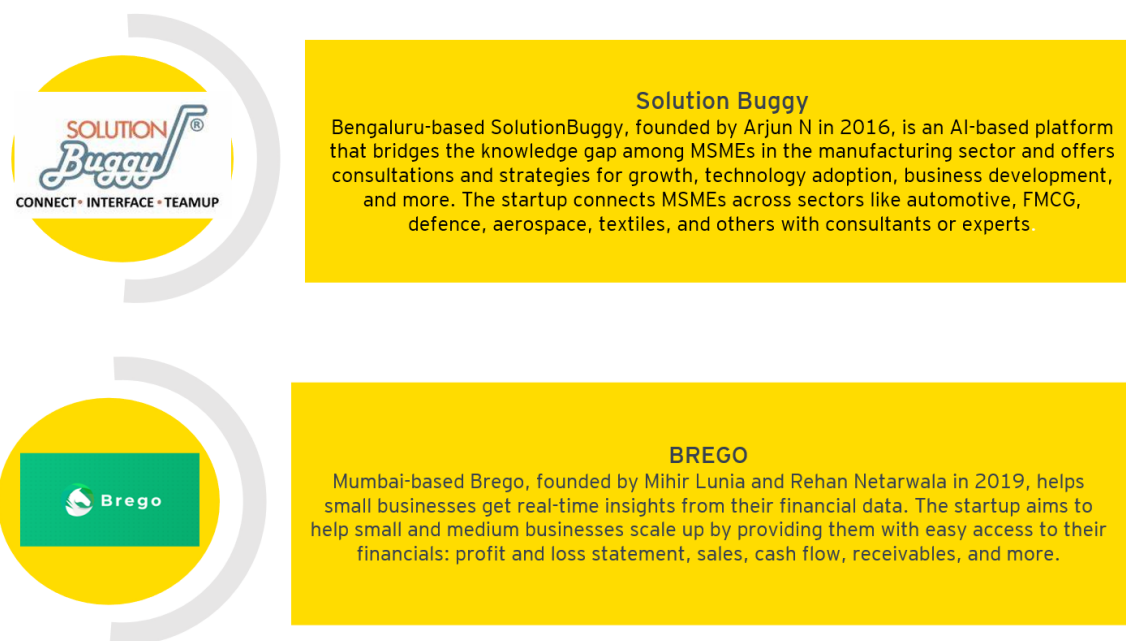 SOLUTION
®
Buggy
CONNECT • INTERFACE • TEAMUP
Solution Buggy
Bengaluru-based SolutionBuggy, founded by Arjun N in 2016, is an AI-based platform
that bridges the knowledge gap among MSMEs in the manufacturing sector and offers
consultations and strategies for growth, technology adoption, business development,
and more. The startup connects MSMEs across sectors like automotive, FMCG,
defence, aerospace, textiles, and others with consultants or experts.
Brego
BREGO
Mumbai-based Brego, founded by Mihir Lunia and Rehan Netarwala in 2019, helps
small businesses get real-time insights from their financial data. The startup aims to
help small and medium businesses scale up by providing them with easy access to their
financials: profit and loss statement, sales, cash flow, receivables, and more.